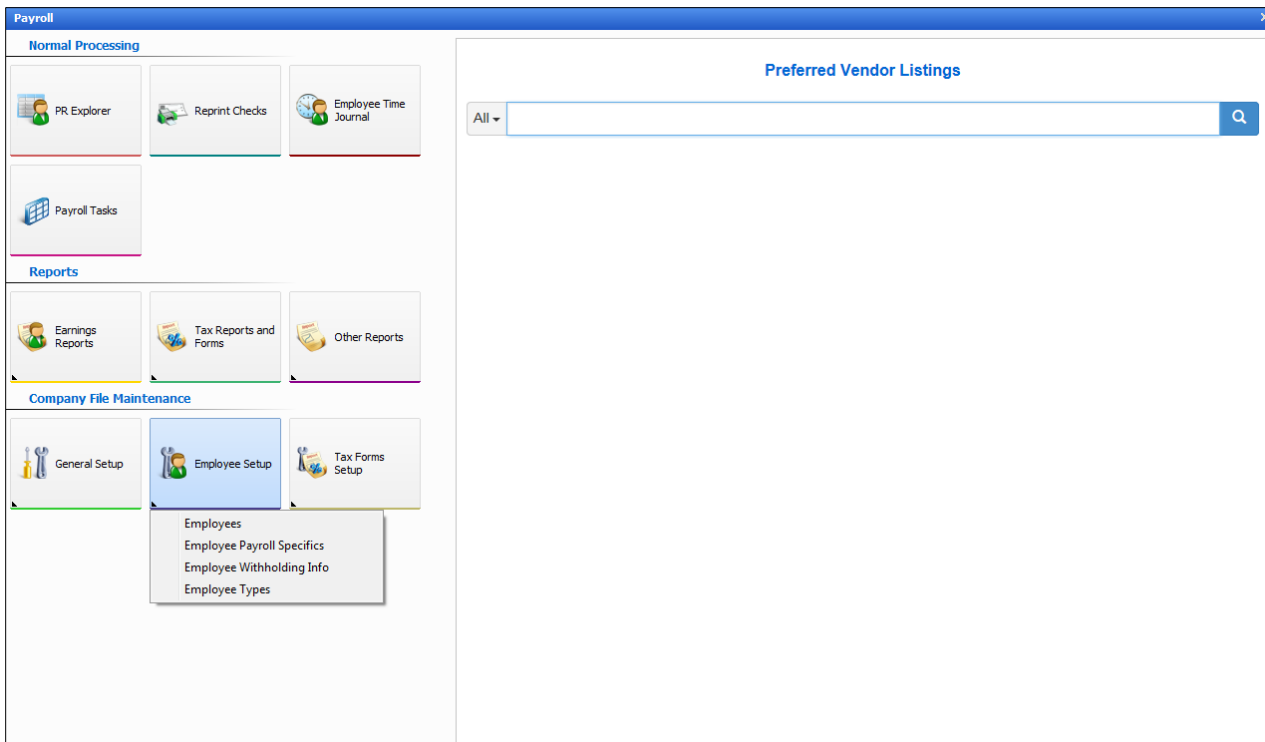 Payroll
Normal Processing
PR Explorer
Reprint Checks
Employee Time
Journal
Payroll Tasks
Reports
Earnings
Reports
Tax Reports and
Forms
Other Reports
Company File Maintenance
General Setup
Employee Setup
Tax Forms
Setup
Employees
Employee Payroll Specifics
Employee Withholding Info
Employee Types
Preferred Vendor Listings
All